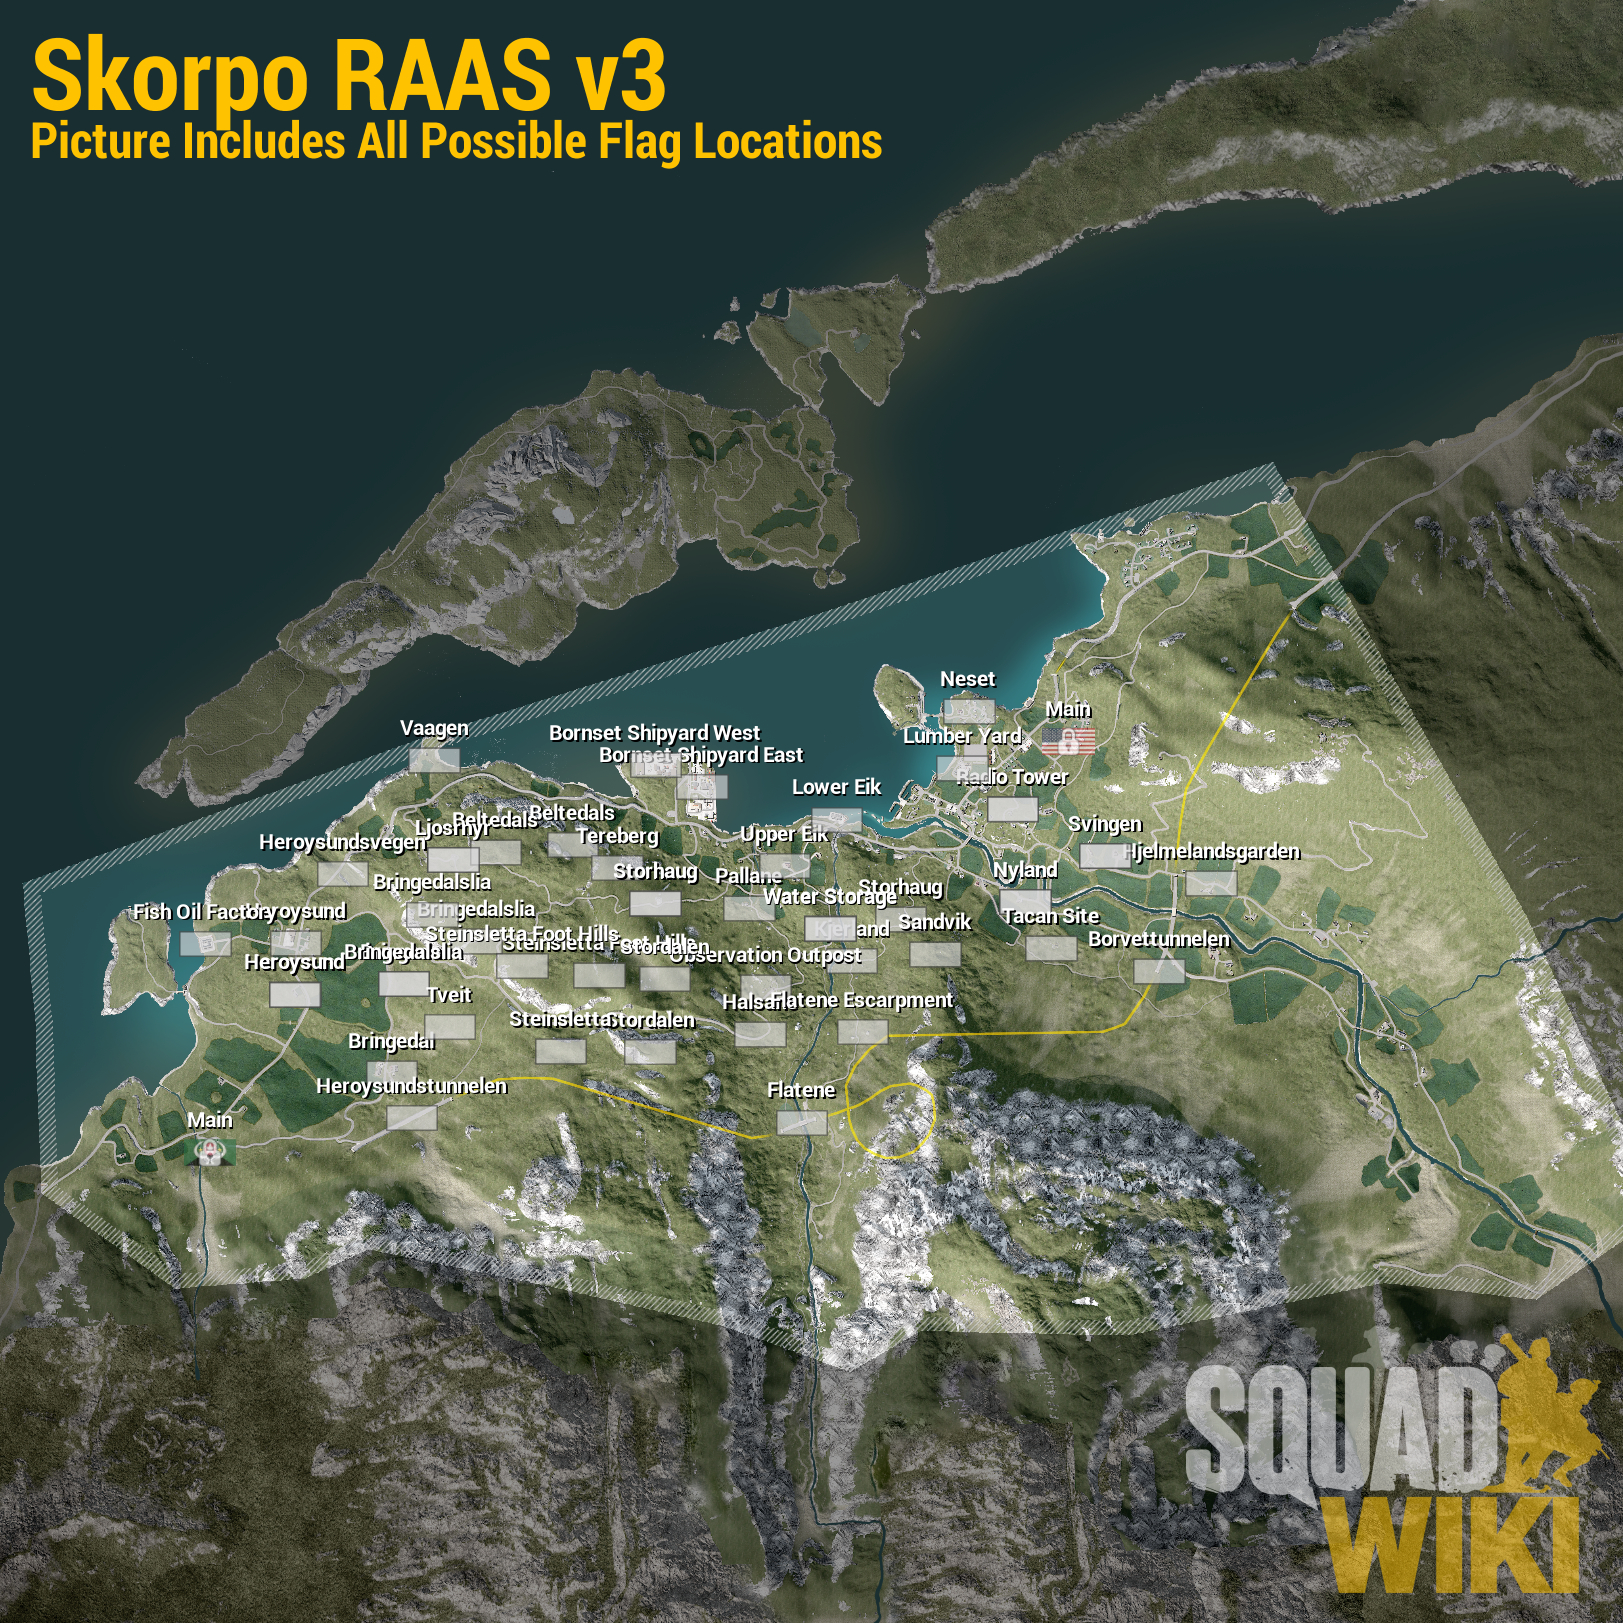 Skorpo RAAS v3
Picture Includes All Possible Flag Locations
Neset
Main
Vaagen
Bornset Shipyard West
Lumber Yard
Bornset Shipyard East
Radio Tower
Lower Eik
Beltedals
Beltedals
Svingen
Ljosrhyr
Tereberg
Upper Eik
Heroysundsvegen
Hjelmelandsgarden
Storhaug
Nyland
Pallane
Bringedalslia
Storhaug
Water Storage
Bringedalslia
Fish Oil Factory
Heroysund
Tacan Site
Sandvik
Kjerland
Steinsletta Foot Hills
Steinsletta Foot Hills
Borvettunnelen
Stordalen
Bringedalslia
Observation Outpost
Heroysund
Tveit
Halsane
Flatene Escarpment
Steinsletta
Stordalen
Bringedal
Heroysundstunnelen
Flatene
Main
SQUAD
WIKI